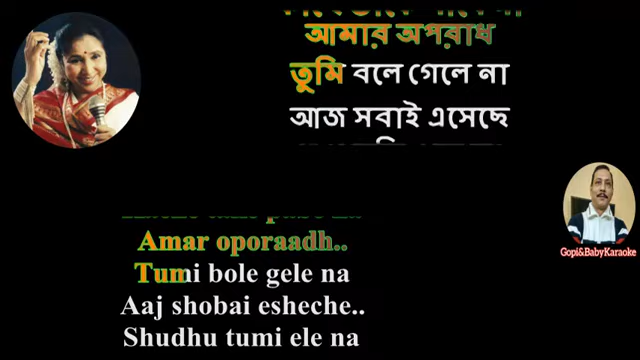 আমার অপরাধ
তুমি বলে গেলে না
আজ সবাই এসেছে
Amar oporaadh..
Tumi bole gele na
Aaj shobai esheche..
Shudhu tumi ele na
Gopi&BabyKaraoke